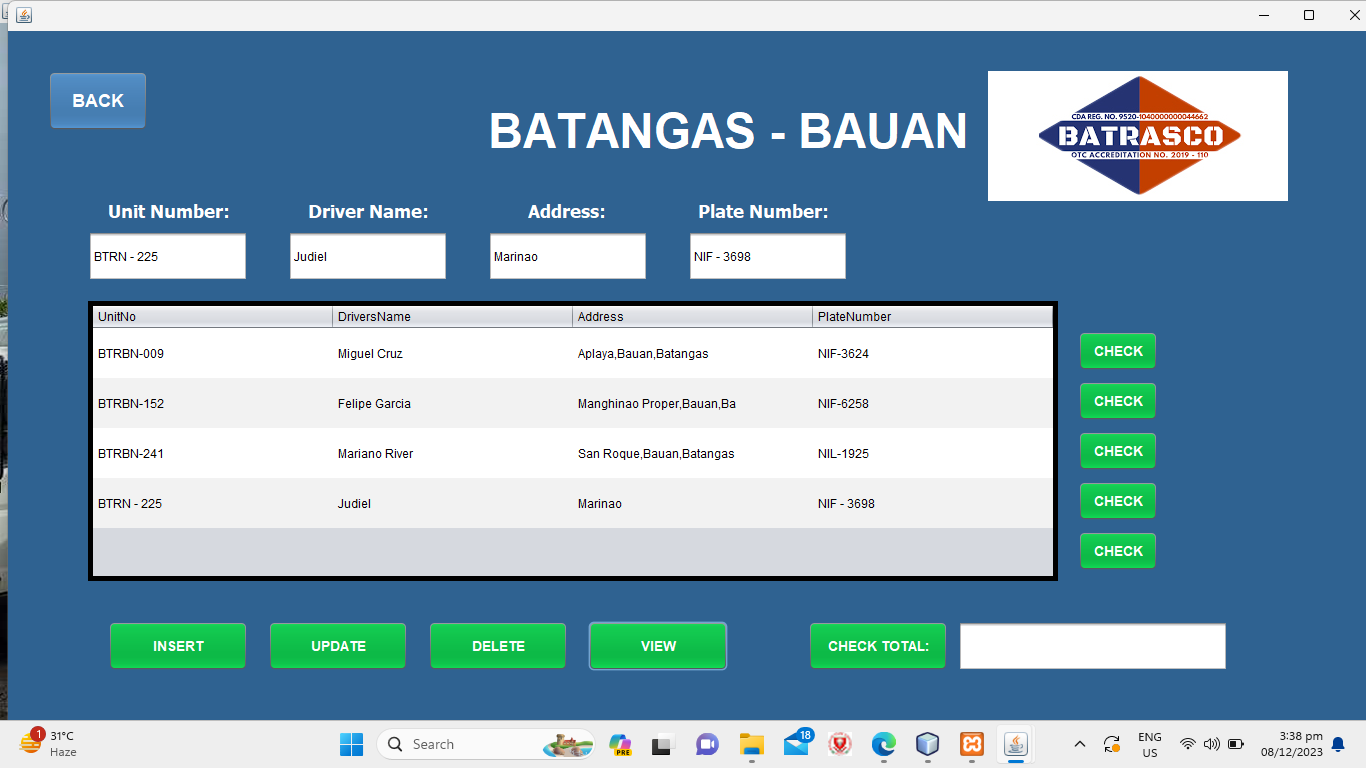 BACK
BATANGAS - BAUAN
CDA REG. NO. 9520-1040000000044662
BATRASCO
OTC ACCREDITATION NO. 2019 - 110
Unit Number: Driver Name: Address: Plate Number:
BTRN - 225 Judiel Marinao NIF - 3698
UnitNo DriversName Address PlateNumber
BTRBN-009 Miguel Cruz Aplaya,Bauan,Batangas NIF-3624 CHECK
BTRBN-152 Felipe Garcia Manghinao Proper,Bauan,Ba NIF-6258 CHECK
BTRBN-241 Mariano River San Roque,Bauan,Batangas NIL-1925 CHECK
BTRN - 225 Judiel Marinao NIF - 3698 CHECK
CHECK
INSERT UPDATE DELETE VIEW CHECK TOTAL:
1 31°C
Haze
Search
PRE
18
ENG
US
3:38 pm
08/12/2023